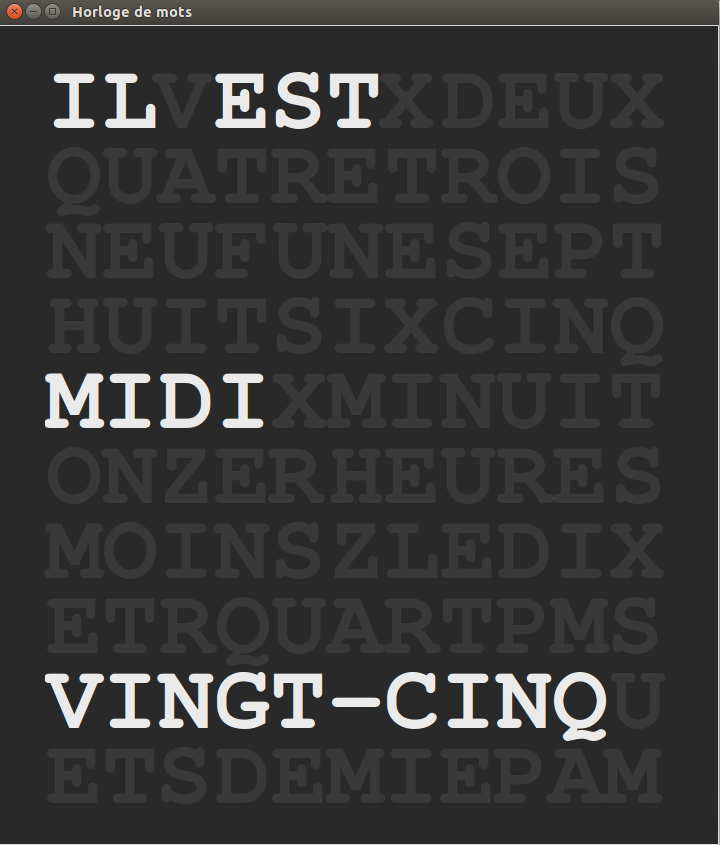 Horloge de mots
ILVESTXDEUX
QUATRETROIS
NEUFUNESEPT
HUITSIXCINQ
MIDIXMINUIT
ONZERHEURES
MOINSZLEDIX
ETRQUARTPMS
VINGT-CINQU
ETSDEMIEPAM